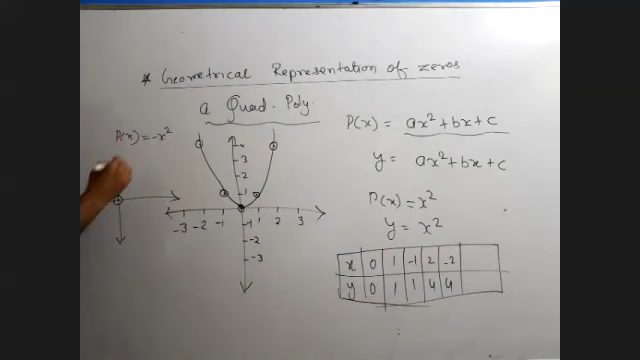 * Geometrical Representation of zeros
a Quad. Poly.
P(x) = -x²
P(x) = ax² + bx + c
y = ax² + bx + c
P(x) = x²
y = x²
4
3
2
1
-3 -2 -1 1 2 3
-1
-2
-3
x 0 1 -1 2 -2
y 0 1 1 4 4